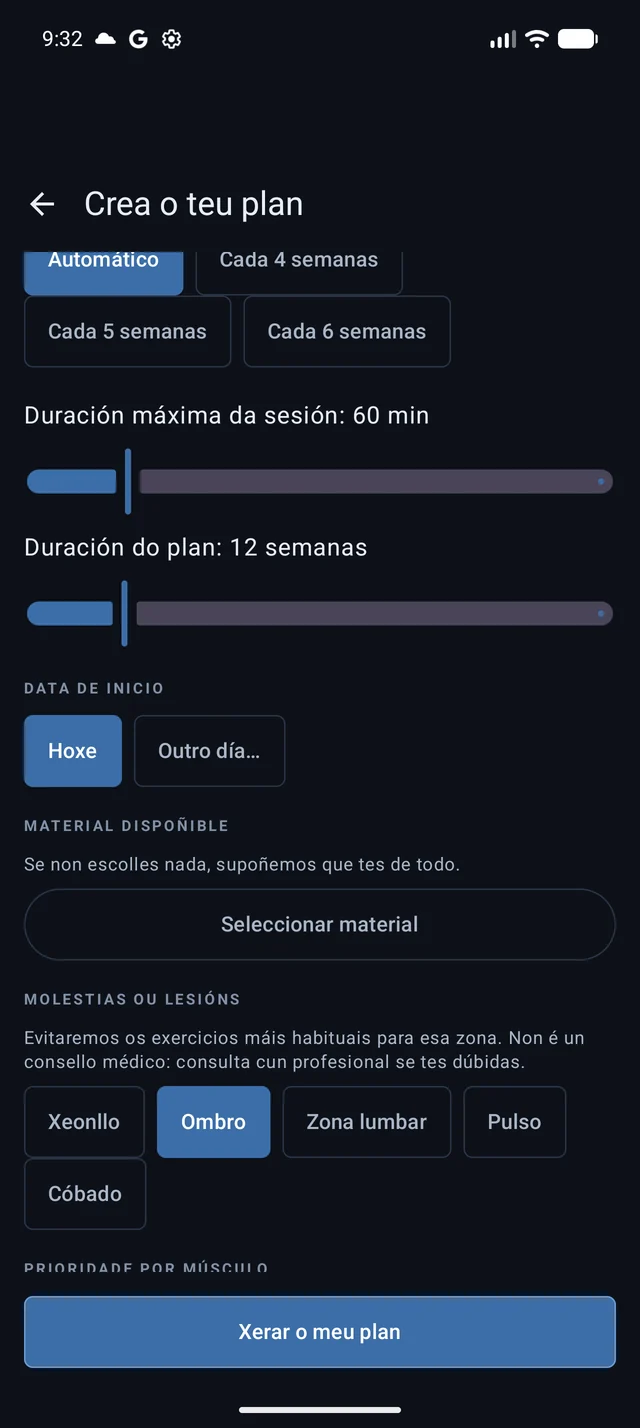 9:32
Crea o teu plan
Automático
Cada 4 semanas
Cada 5 semanas
Cada 6 semanas
Duración máxima da sesión: 60 min
Duración do plan: 12 semanas
DATA DE INICIO
Hoxe
Outro día...
MATERIAL DISPOÑIBLE
Se non escolles nada, supoñemos que tes de todo.
Seleccionar material
MOLESTIAS OU LESIÓNS
Evitaremos os exercicios máis habituais para esa zona. Non é un
consello médico: consulta cun profesional se tes dúbidas.
Xeonllo
Ombro
Zona lumbar
Pulso
Cóbado
PRIORIDADE POR MÚSCULO
Xerar o meu plan